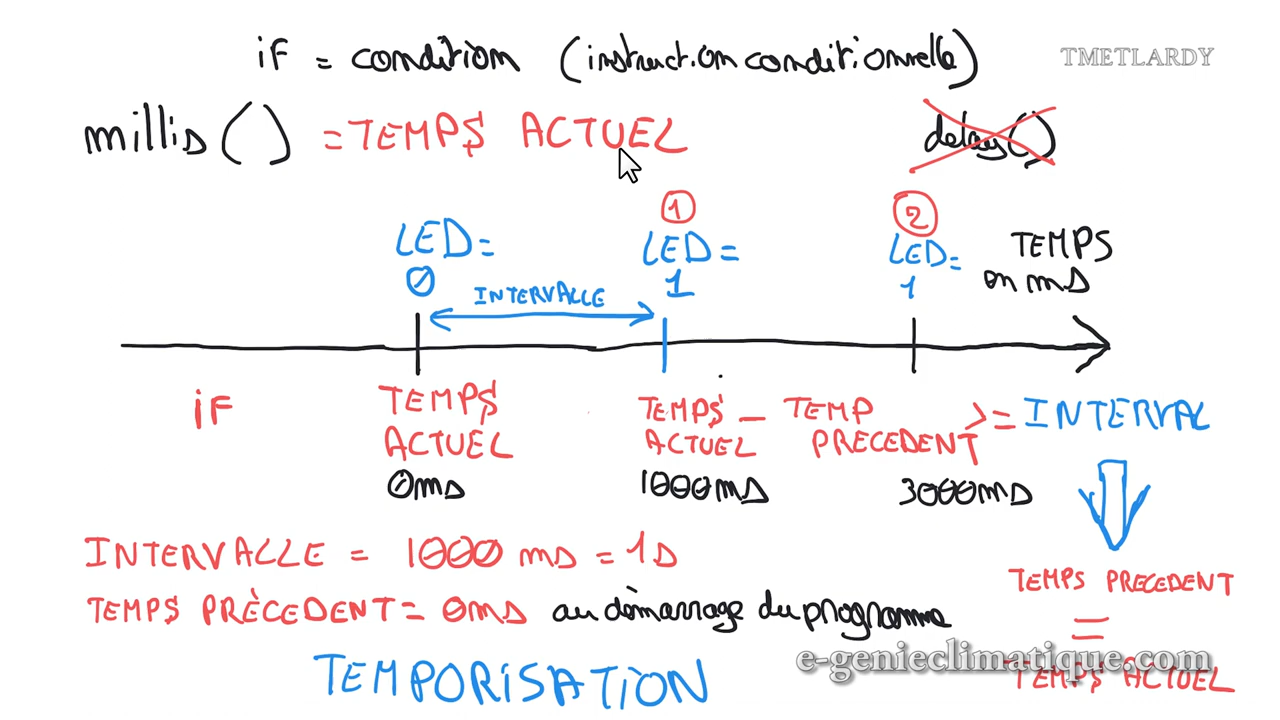 if = condition (instruction conditionnelle)
TMETLARDY
millis() = TEMPS ACTUEL
delay()
1
2
LED=
0
LED=
1
LED=
1
TEMPS
en ms
INTERVALLE
if
TEMPS
ACTUEL
0ms
TEMPS
ACTUEL
1000ms
-
TEMP
PRECEDENT
>= INTERVAL
3000ms
INTERVALLE = 1000 ms = 1s
TEMPS PRÈCEDENT = 0ms au démarrage du programme
TEMPS PRECEDENT
=
TEMPS ACTUEL
e-genieclimatique.com
TEMPORISATION